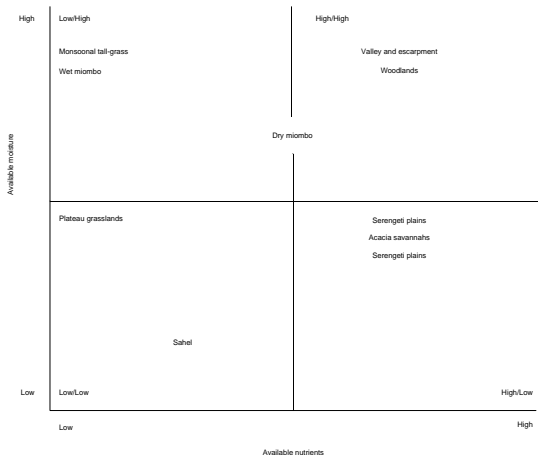 High
Low/High
High/High
Monsoonal tall-grass
Valley and escarpment
Wet miombo
Woodlands
Dry miombo
Available moisture
Plateau grasslands
Serengeti plains
Acacia savannahs
Serengeti plains
Sahel
Low
Low/Low
High/Low
Low
High
Available nutrients